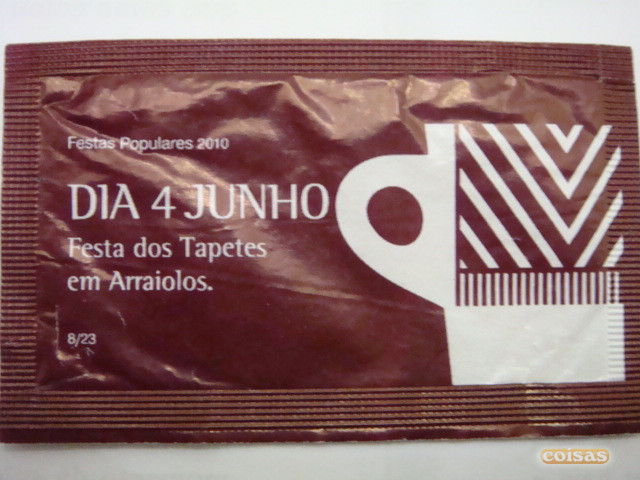 Festas Populares 2010
DIA 4 JUNHO
Festa dos Tapetes
em Arraiolos.
8/23
coisas